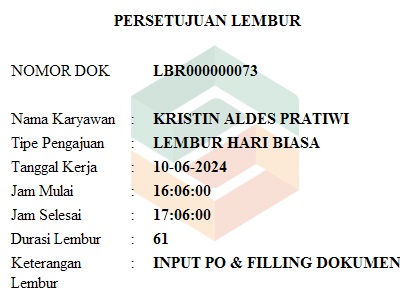 PERSETUJUAN LEMBUR
NOMOR DOK LBR000000073
Nama Karyawan : KRISTIN ALDES PRATIWI
Tipe Pengajuan : LEMBUR HARI BIASA
Tanggal Kerja : 10-06-2024
Jam Mulai : 16:06:00
Jam Selesai : 17:06:00
Durasi Lembur : 61
Keterangan : INPUT PO & FILLING DOKUMEN
Lembur